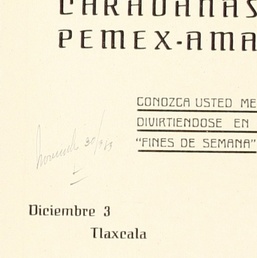 CARAVANAS
PEMEX-AMA
CONOZCA USTED ME
DIVIRTIENDOSE EN
"FINES DE SEMANA"
Diciembre 3
Tlaxcala